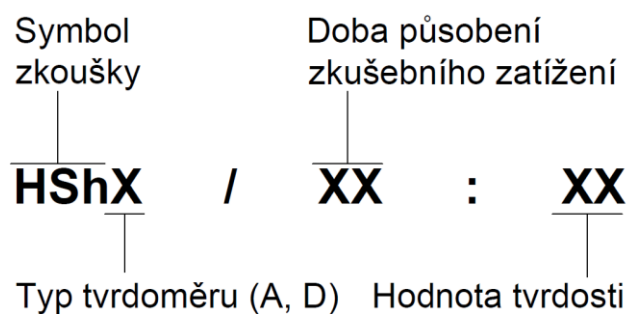 Symbol
zkoušky
Doba působení
zkušebního zatížení
HShX / XX : XX
Typ tvrdoměru (A, D)
Hodnota tvrdosti